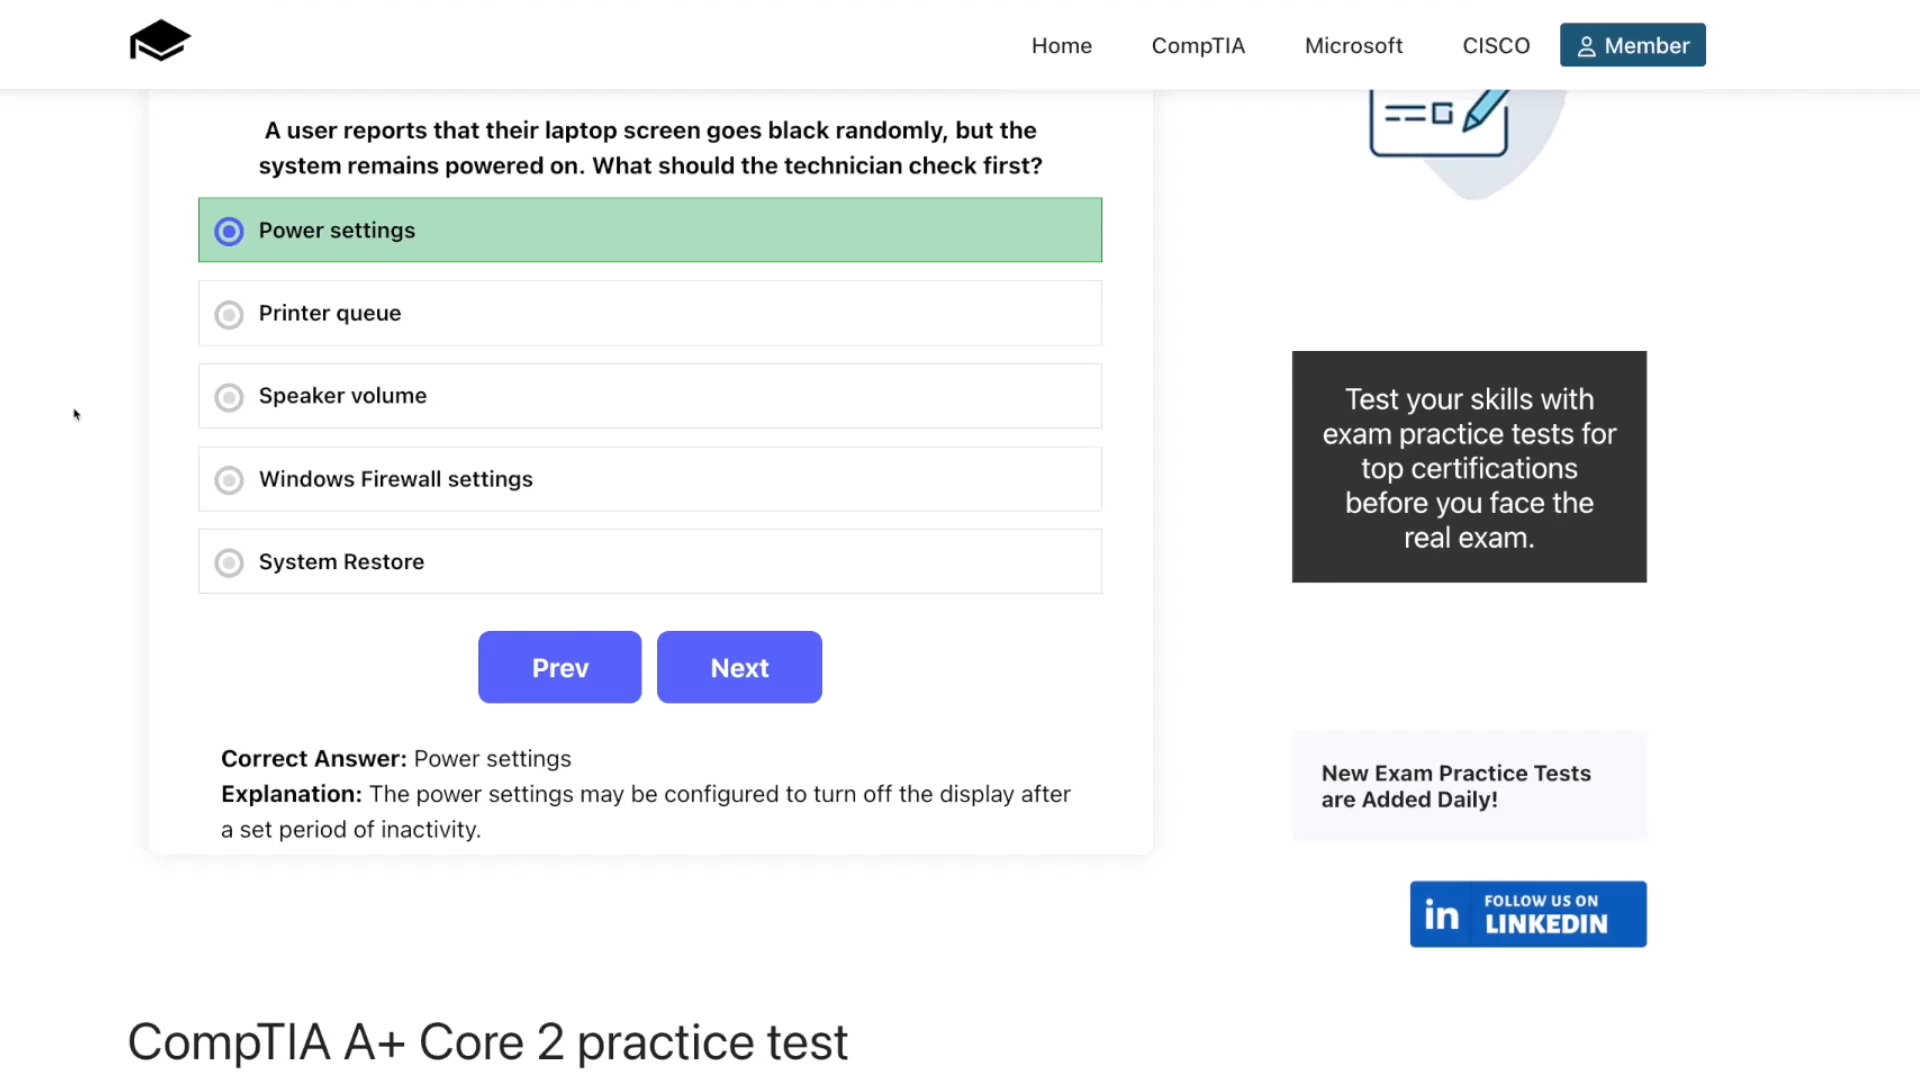 Home
CompTIA
Microsoft
CISCO
Member
A user reports that their laptop screen goes black randomly, but the
system remains powered on. What should the technician check first?
Power settings
Printer queue
Speaker volume
Windows Firewall settings
System Restore
Prev
Next
Correct Answer: Power settings
Explanation: The power settings may be configured to turn off the display after
a set period of inactivity.
Test your skills with
exam practice tests for
top certifications
before you face the
real exam.
New Exam Practice Tests
are Added Daily!
in
FOLLOW US ON
LINKEDIN
CompTIA A+ Core 2 practice test